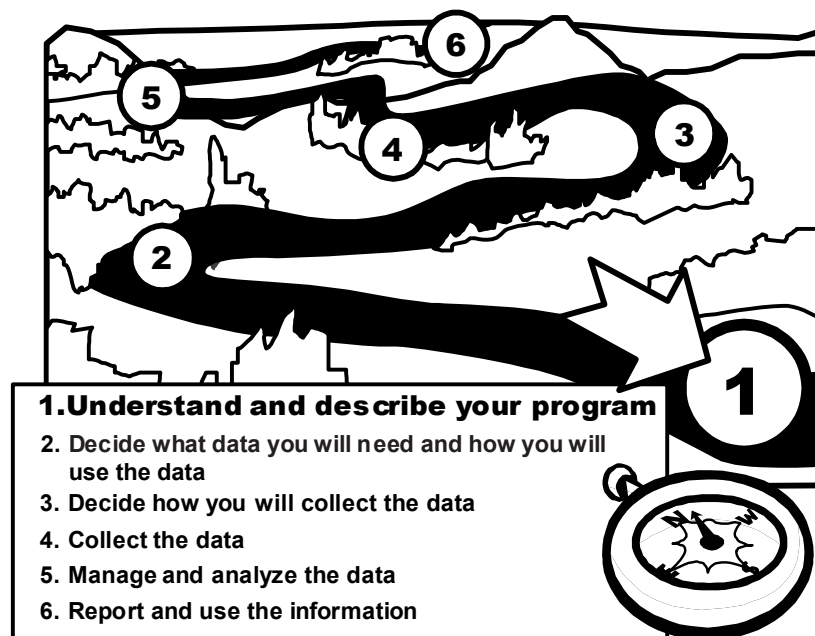 6
5
3
4
2
1
1.Understand and describe your program
2. Decide what data you will need and how you will
use the data
3. Decide how you will collect the data
4. Collect the data
5. Manage and analyze the data
6. Report and use the information
N
W
E
S